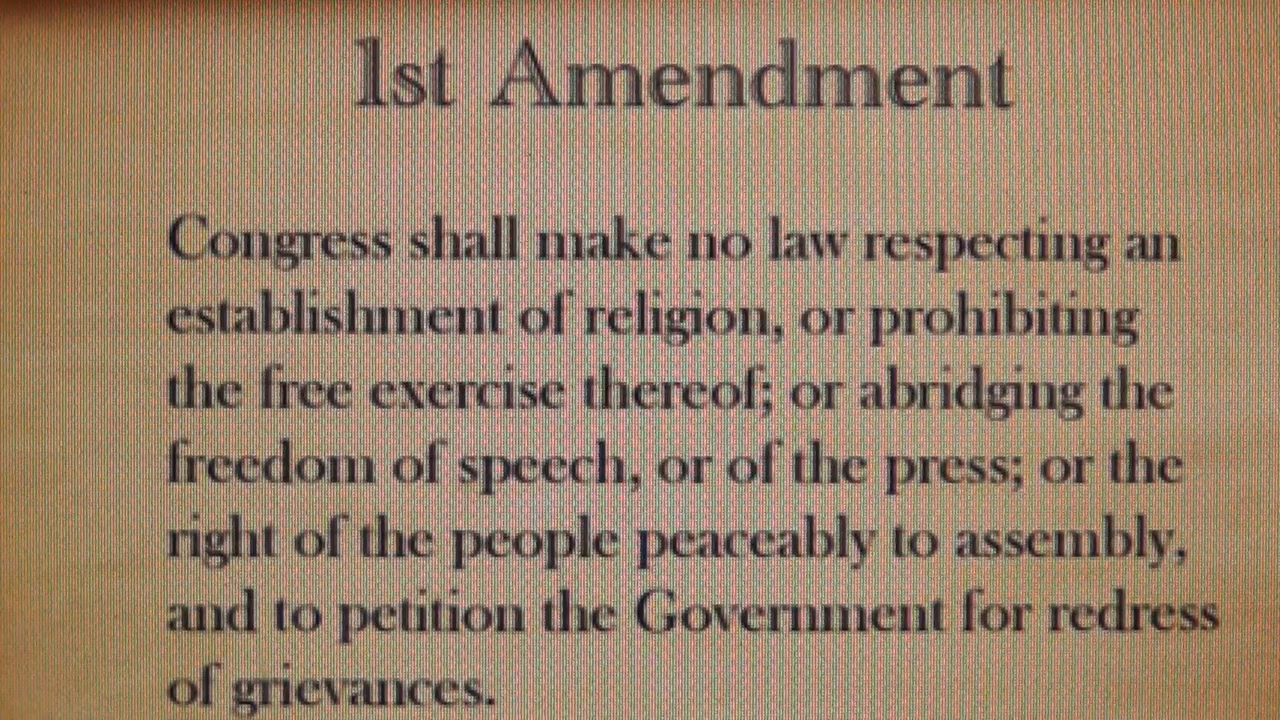 1st Amendment
Congress shall make no law respecting an
establishment of religion, or prohibiting
the free exercise thereof; or abridging the
freedom of speech, or of the press; or the
right of the people peaceably to assembly,
and to petition the Government for redress
of grievances.